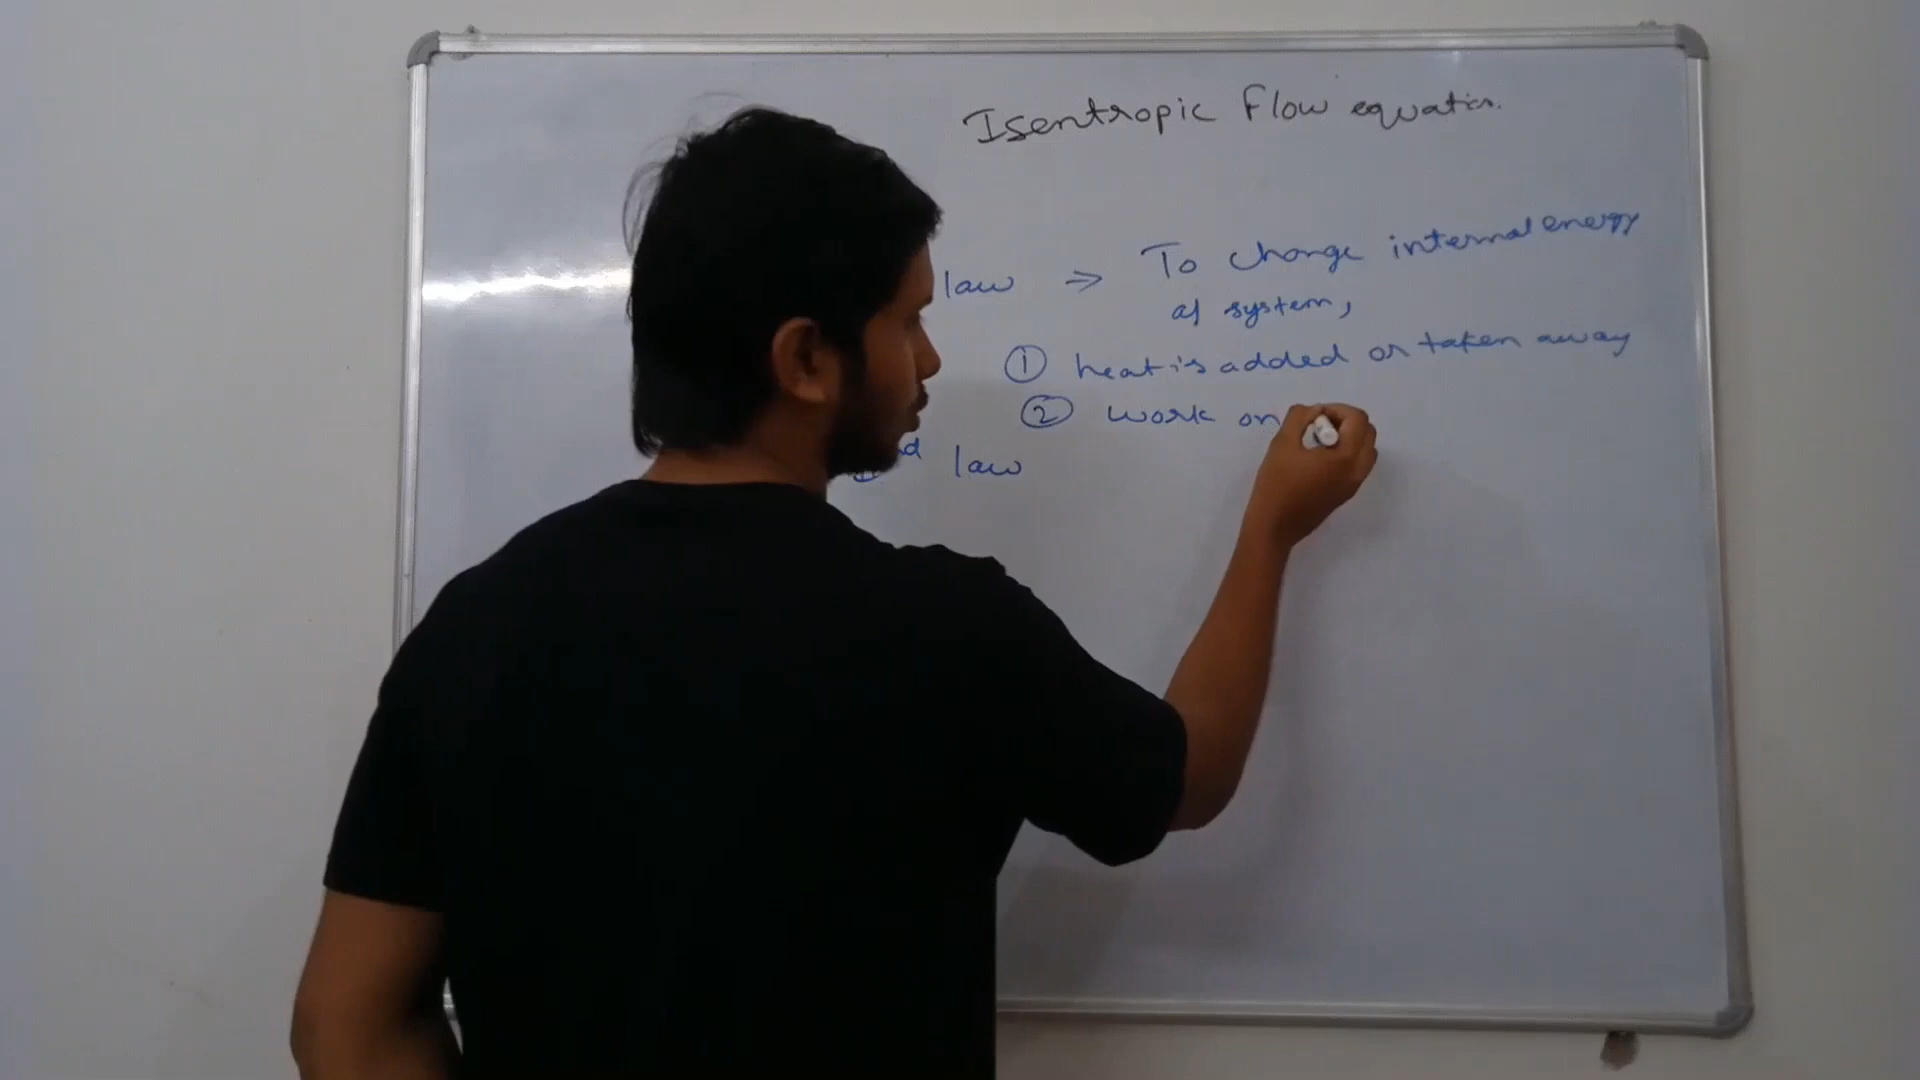 Isentropic Flow equation.
law ⇒ To change internal energy
of system,
① heat is added or taken away
② work on
nd law